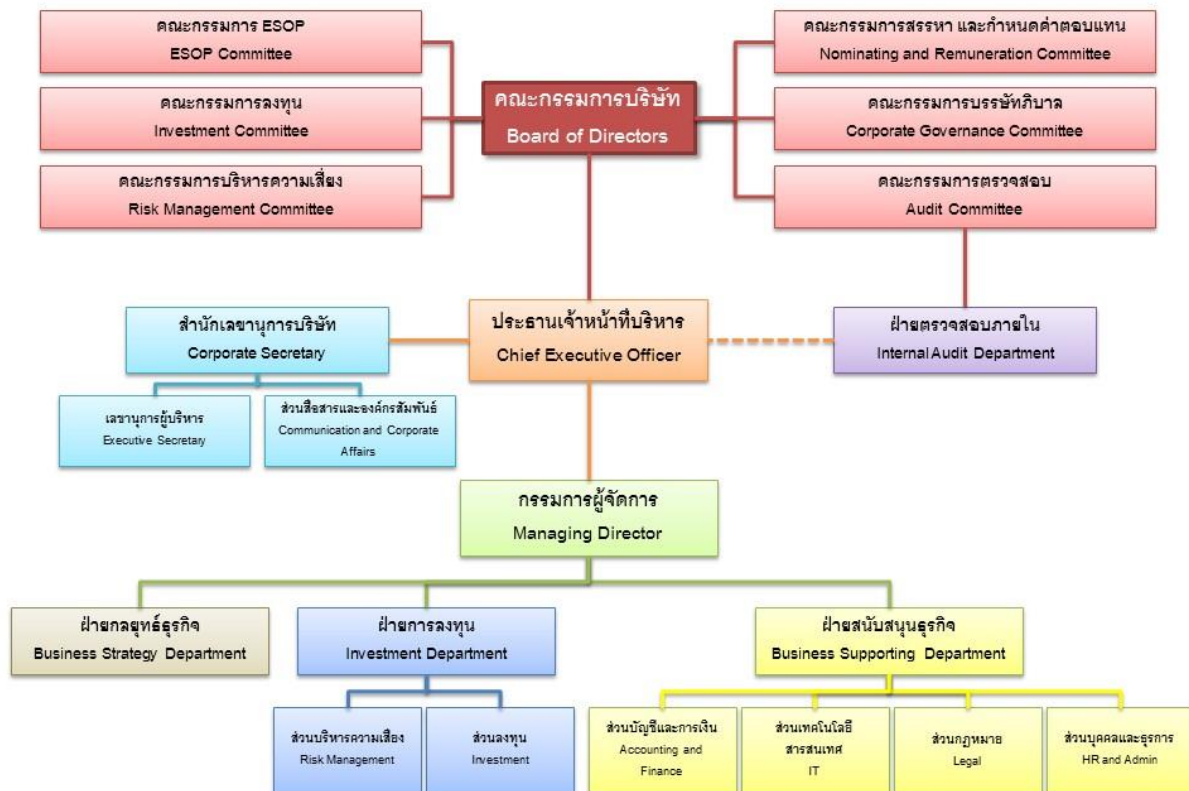 คณะกรรมการ ESOP
ESOP Committee
คณะกรรมการสรรหา และกำหนดค่าตอบแทน
Nominating and Remuneration Committee
คณะกรรมการบริษัท
Board of Directors
คณะกรรมการลงทุน
Investment Committee
คณะกรรมการบรรษัทภิบาล
Corporate Governance Committee
คณะกรรมการบริหารความเสี่ยง
Risk Management Committee
คณะกรรมการตรวจสอบ
Audit Committee
สำนักเลขานุการบริษัท
Corporate Secretary
ประธานเจ้าหน้าที่บริหาร
Chief Executive Officer
ฝ่ายตรวจสอบภายใน
Internal Audit Department
เลขานุการผู้บริหาร
Executive Secretary
ส่วนสื่อสารและองค์กรสัมพันธ์
Communication and Corporate
Affairs
กรรมการผู้จัดการ
Managing Director
ฝ่ายกลยุทธ์ธุรกิจ
Business Strategy Department
ฝ่ายการลงทุน
Investment Department
ฝ่ายสนับสนุนธุรกิจ
Business Supporting Department
ส่วนบริหารความเสี่ยง
Risk Management
ส่วนลงทุน
Investment
ส่วนบัญชีและการเงิน
Accounting and
Finance
ส่วนเทคโนโลยี
สารสนเทศ
IT
ส่วนกฎหมาย
Legal
ส่วนบุคคลและธุรการ
HR and Admin